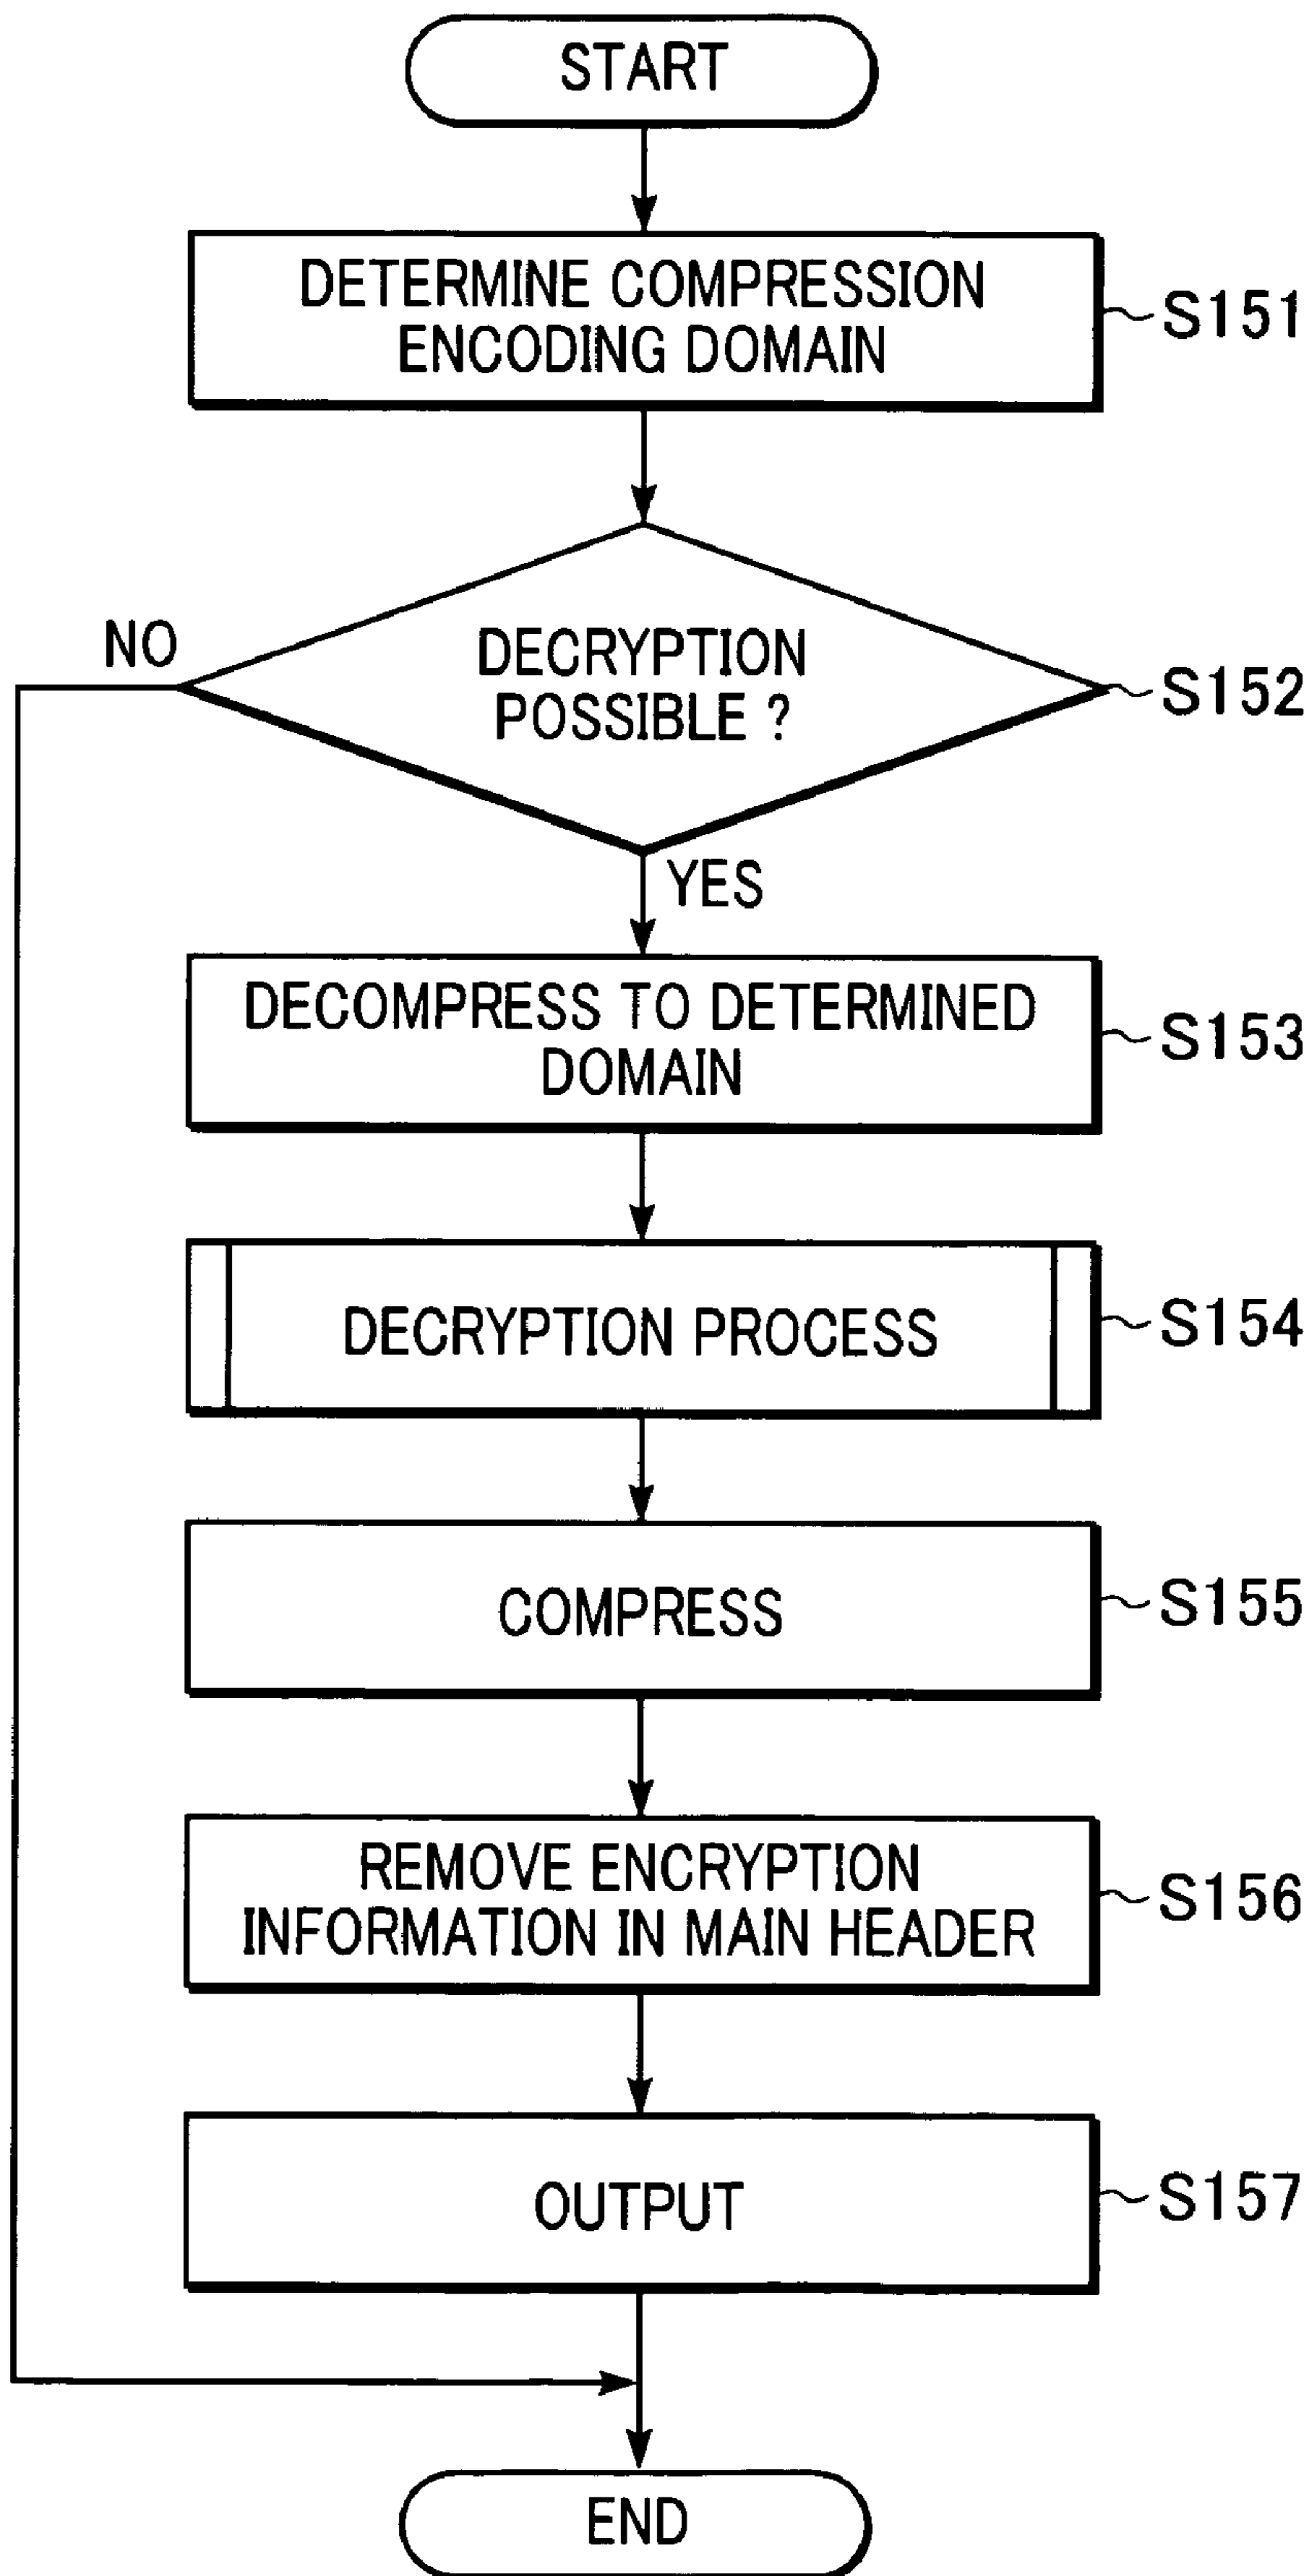 START
DETERMINE COMPRESSION
ENCODING DOMAIN
S151
NO
DECRYPTION
POSSIBLE ?
S152
YES
DECOMPRESS TO DETERMINED
DOMAIN
S153
DECRYPTION PROCESS
S154
COMPRESS
S155
REMOVE ENCRYPTION
INFORMATION IN MAIN HEADER
S156
OUTPUT
S157
END